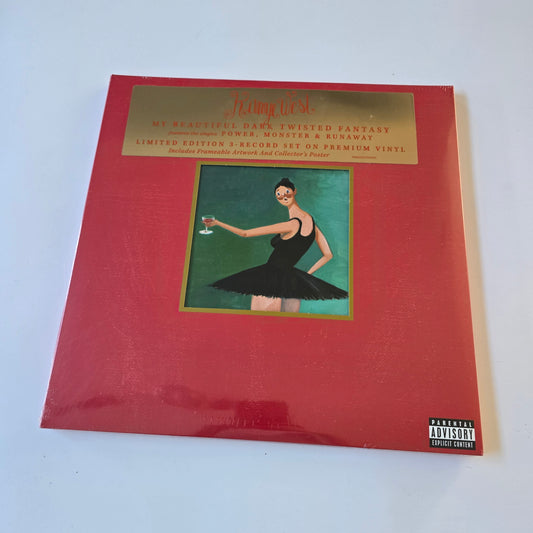 Kanye West
MY BEAUTIFUL DARK TWISTED FANTASY
features the singles POWER, MONSTER & RUNAWAY
LIMITED EDITION 3-RECORD SET ON PREMIUM VINYL
Includes Frameable Artwork And Collector's Poster
PARENTAL
ADVISORY
EXPLICIT CONTENT